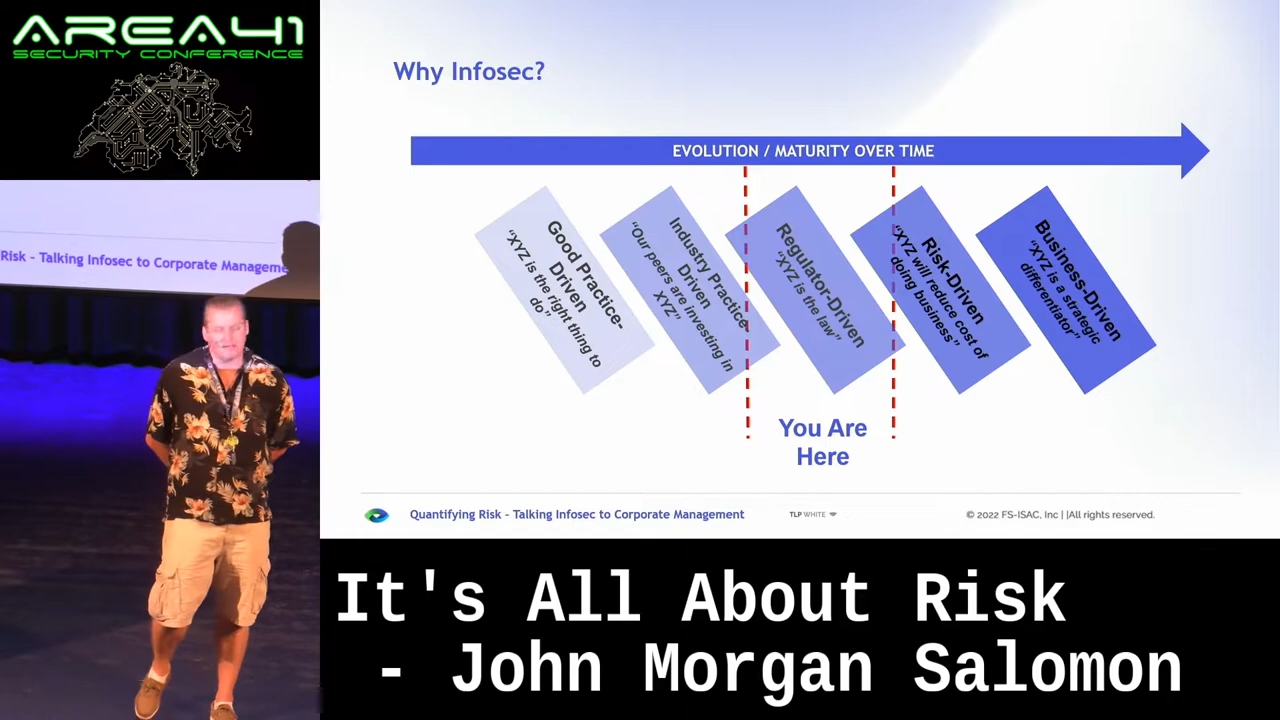 AREA41
SECURITY CONFERENCE
Risk - Talking Infosec to Corporate Manageme
Why Infosec?
EVOLUTION / MATURITY OVER TIME
Good Practice-
Driven
"XYZ is the right thing to
do"
Industry Practice-
Driven
"Our peers are investing in
XYZ"
Regulator-Driven
"XYZ is the law"
Risk-Driven
"XYZ will reduce cost of
doing business"
Business-Driven
"XYZ is a strategic
differentiator"
You Are
Here
Quantifying Risk - Talking Infosec to Corporate Management
TLP WHITE
© 2022 FS-ISAC, Inc | |All rights reserved.
It's All About Risk
- John Morgan Salomon